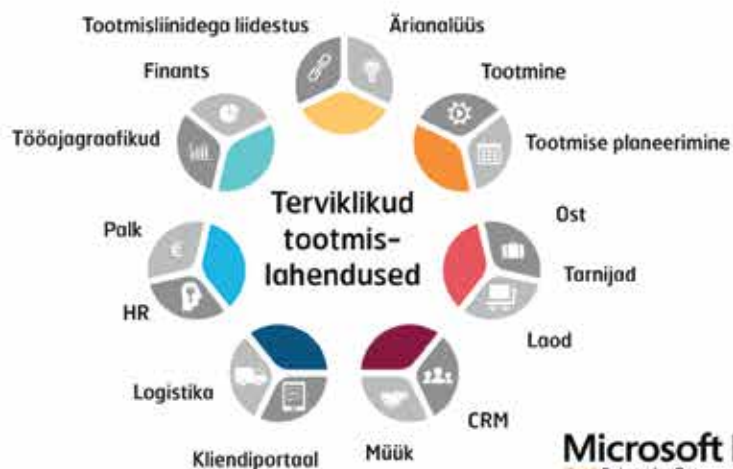 Tootmisliinidega liidestus
Ärianalüüs
Finants
Tootmine
Tööajagraafikud
Tootmise planeerimine
Terviklikud
tootmis-
lahendused
Palk
Ost
Tarnijad
HR
Laod
Logistika
CRM
Kliendiportaal
Müük
Microsoft